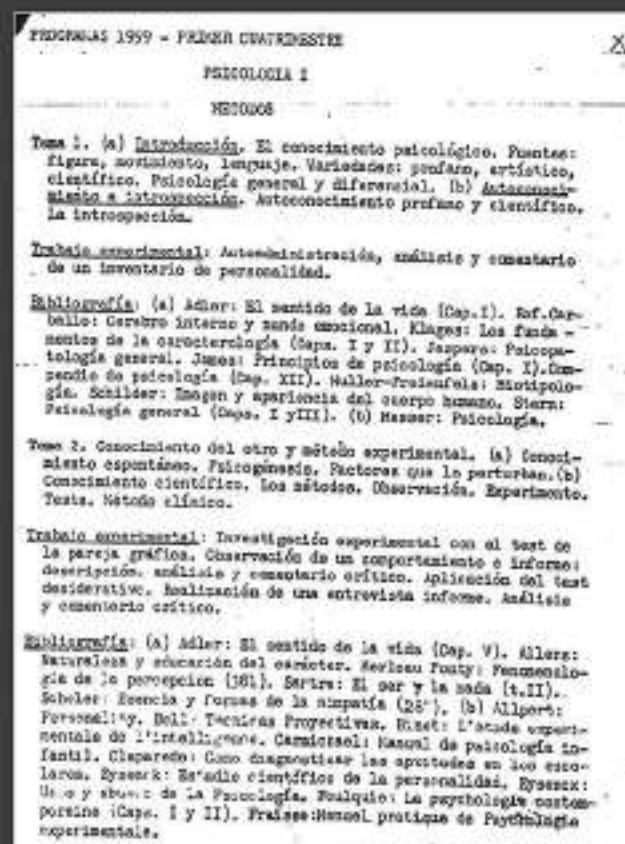 PROGRAMAS 1959 - PRIMER CUATRIMESTRE
X
PSICOLOGIA I
METODOS
Tema 1. (a) Introducción. El conocimiento psicológico. Fuentes:
figura, movimiento, lenguaje. Variedades: profano, artístico,
científico. Psicología general y diferencial. (b) Autoconoci-
miento e introspección. Autoconocimiento profano y científico.
La introspección.
Trabajo experimental: Autoadministración, análisis y comentario
de un inventario de personalidad.
Bibliografía: (a) Adler: El sentido de la vida (Cap.I). Rof.Car-
ballo: Cerebro interno y mundo emocional. Klages: Los funda -
mentos de la caracterología (Caps. I y II). Jaspers: Psicopa-
tología general. James: Principios de psicología (Cap. I).Com-
pendio de psicología (Cap. XII). Muller-Freienfels: Biotipolo-
gía. Schilder: Imagen y apariencia del cuerpo humano. Stern:
Psicología general (Caps. I yIII). (b) Messer: Psicología.
Tema 2. Conocimiento del otro y método experimental. (a) Conoci-
miento espontáneo. Psicogénesis. Factores que lo perturban.(b)
Conocimiento científico. Los métodos. Observación. Experimento.
Tests. Método clínico.
Trabajo experimental: Investigación experimental con el test de
la pareja gráfica. Observación de un comportamiento e informe:
descripción, análisis y comentario crítico. Aplicación del test
desiderativo. Realización de una entrevista informe. Análisis
y comentario crítico.
Bibliografía: (a) Adler: El sentido de la vida (Cap. V). Allers:
Naturaleza y educación del carácter. Merleau Ponty: Fenomenolo-
gía de la percepcion (381). Sartre: El ser y la nada (t.II).
Scheler: Esencia y formas de la simpatía (28°). (b) Allport:
Personality. Bell: Técnicas Proyectivas. Binet: L'étude experi-
mentale de l'intelligence. Carmichael: Manual de psicología in-
fantil. Claparede: Como diagnosticar las aptitudes en los esco-
lares. Eysenck: Estudio científico de la personalidad. Eysenck:
Uso y abuso de la Psicología. Foulquie: La psychologie contem-
poraine (Caps. I y II). Fraisse:Manuel pratique de Psychologie
experimentale.